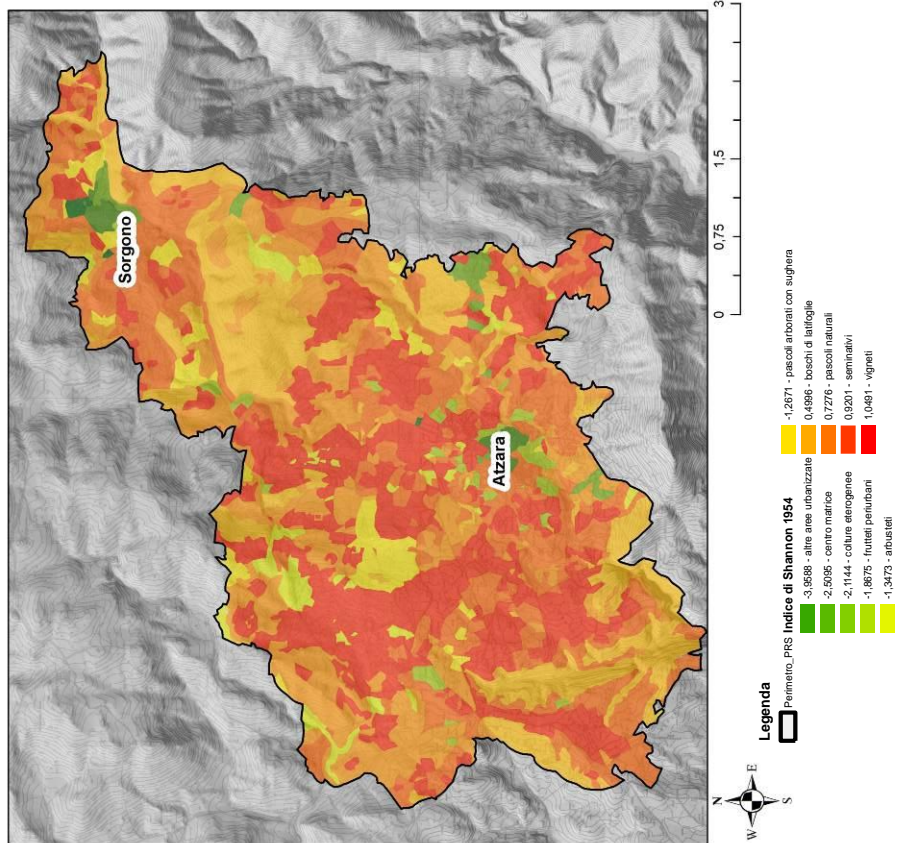 Sorgono
Atzara
3
1,5
0,75
0
Legenda
Perimetro_PRS
Indice di Shannon 1954
-3,9588 - altre aree urbanizzate
-2,5095 - centro matrice
-2,1144 - colture eterogenee
-1,8675 - frutteti periurbani
-1,3473 - arbusteti
-1,2671 - pascoli arborati con sughera
0,4996 - boschi di latifoglie
0,7276 - pascoli naturali
0,9201 - seminativi
1,0491 - vigneti
N
W
E
S